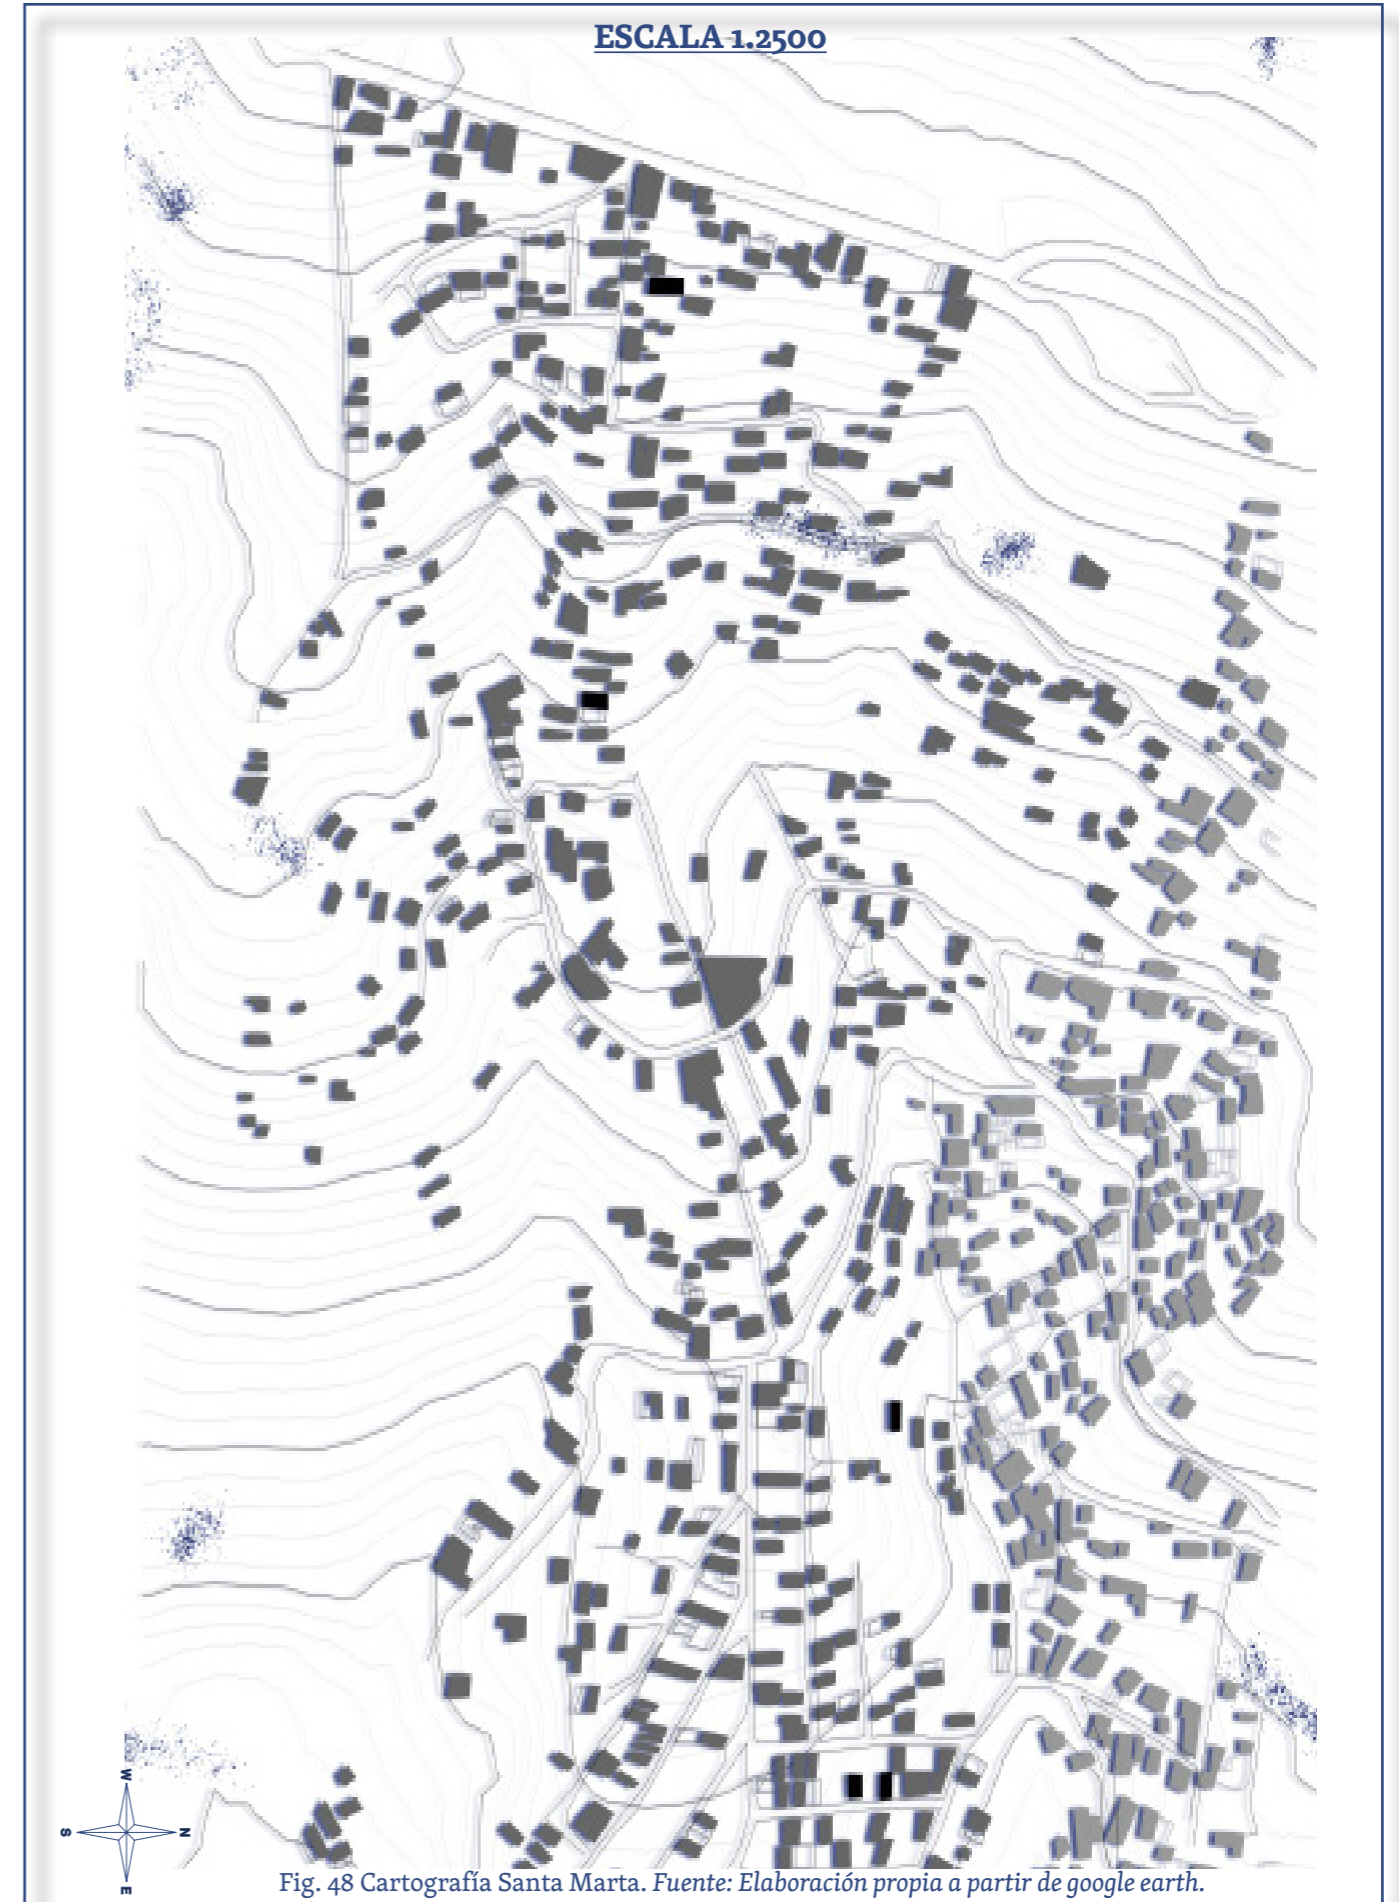 ESCALA 1.2500
W
S
N
E
Fig. 48 Cartografía Santa Marta. Fuente: Elaboración propia a partir de google earth.